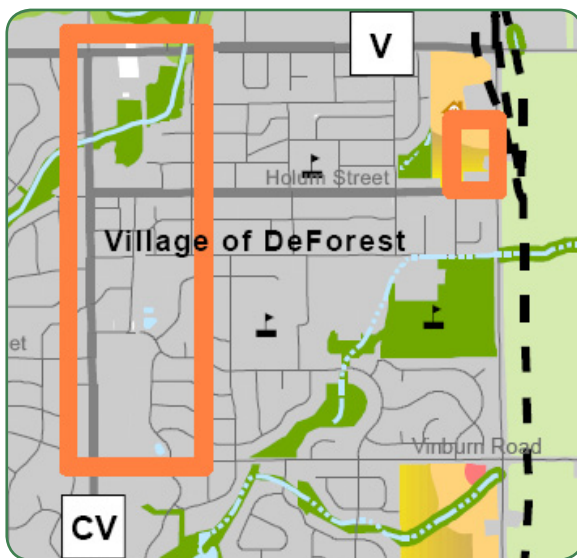 V
Holum Street
Village of DeForest
et
Vinburn Road
CV